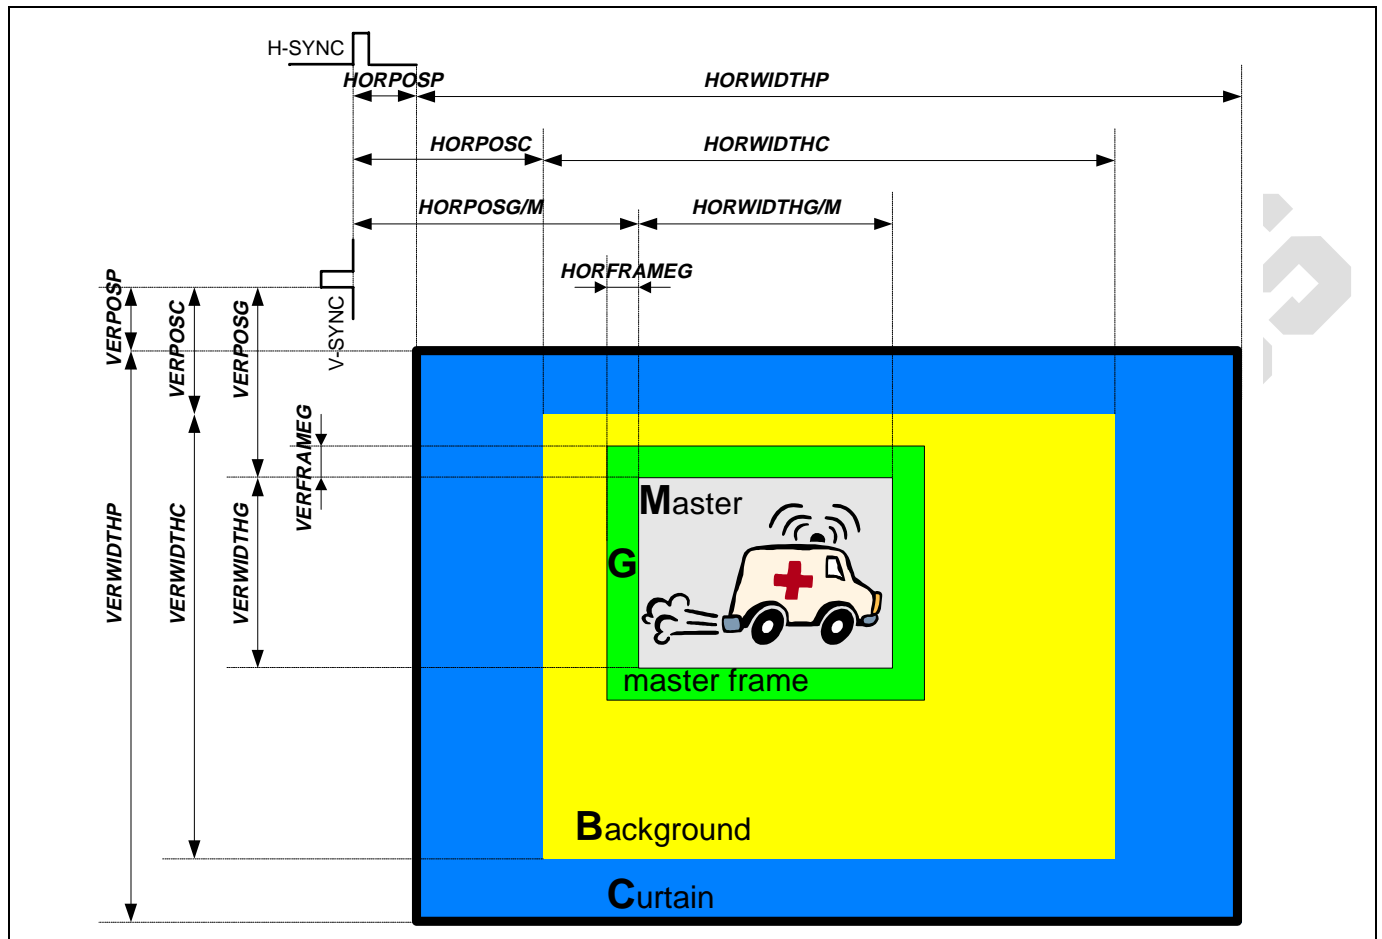 H-SYNC
HORPOSP
HORWIDTHP
HORPOSC
HORWIDTHC
HORPOSG/M
HORWIDTHG/M
HORFRAMEG
VERPOSP
VERPOSC
VERPOSG
V-SYNC
VERFRAMEG
VERWIDTHP
VERWIDTHC
VERWIDTHG
Master
G
master frame
Background
Curtain